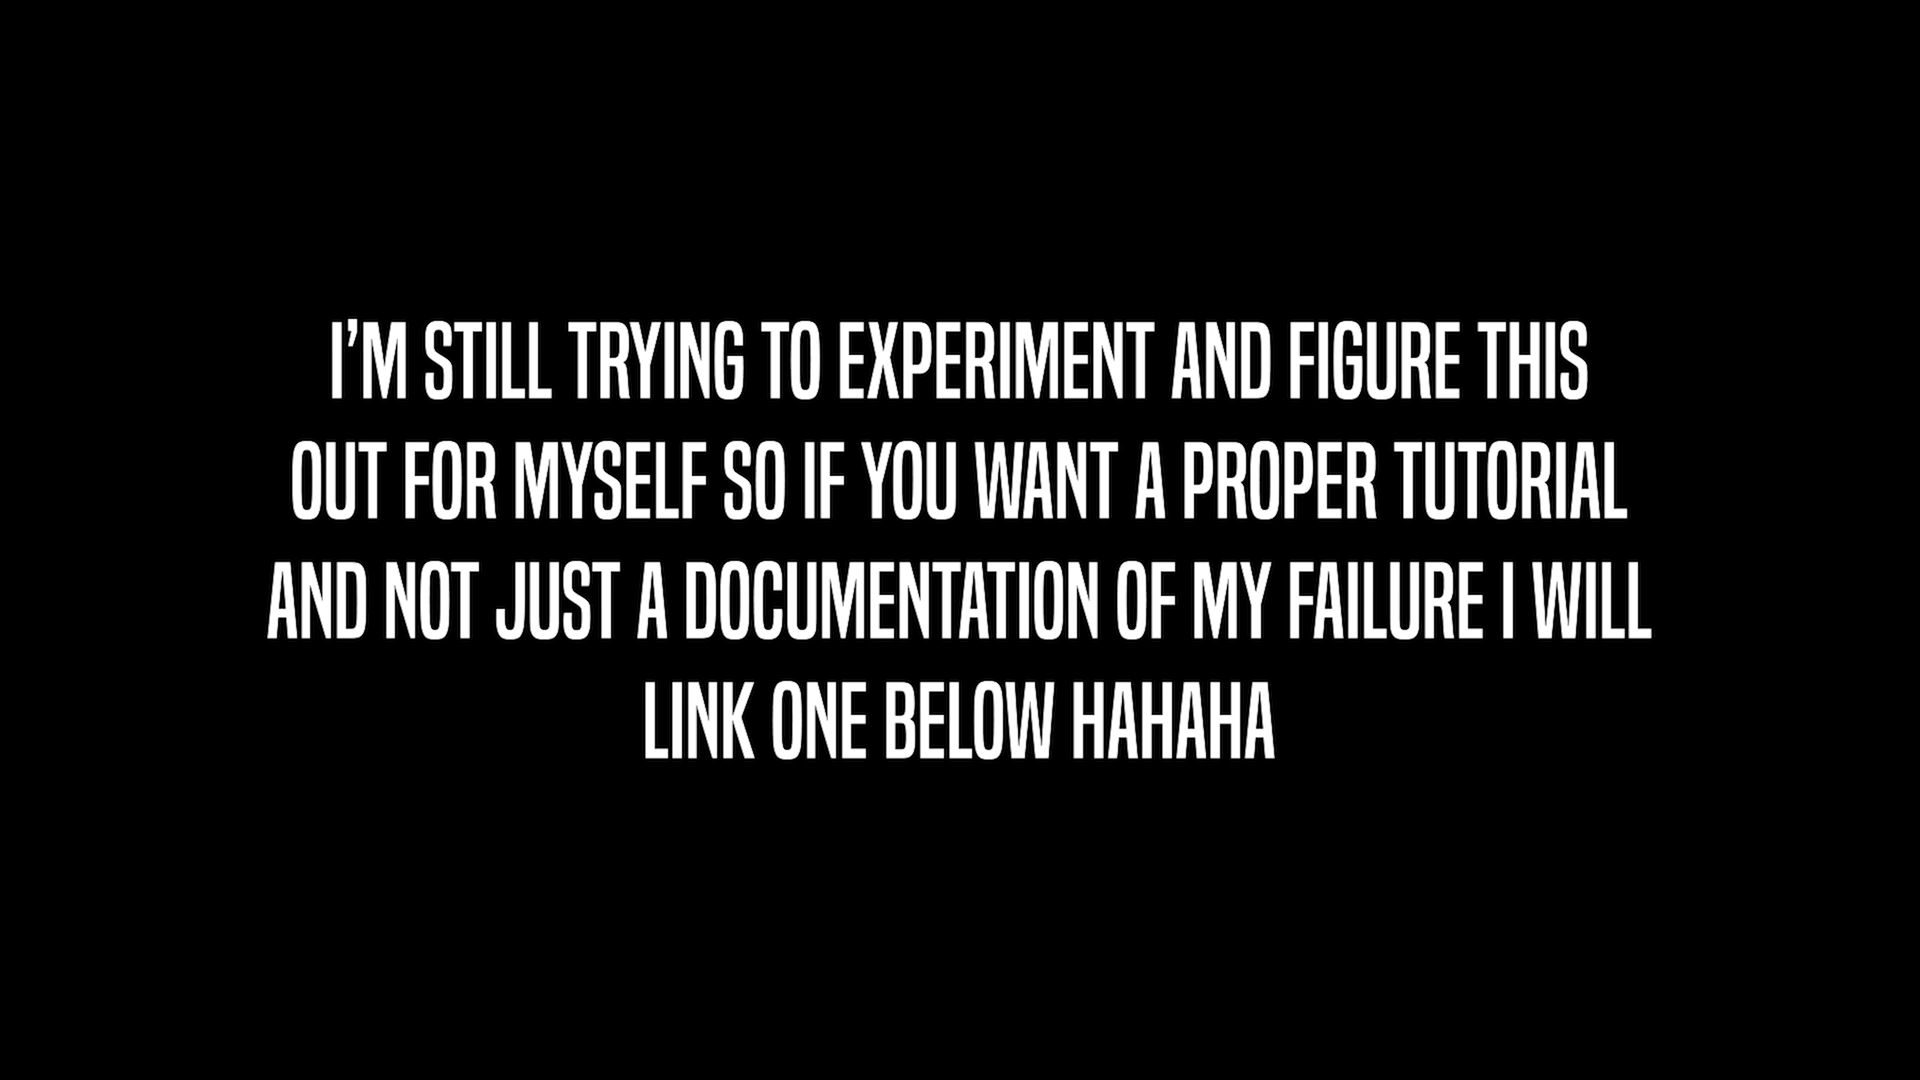 I’M STILL TRYING TO EXPERIMENT AND FIGURE THIS
OUT FOR MYSELF SO IF YOU WANT A PROPER TUTORIAL
AND NOT JUST A DOCUMENTATION OF MY FAILURE I WILL
LINK ONE BELOW HAHAHA